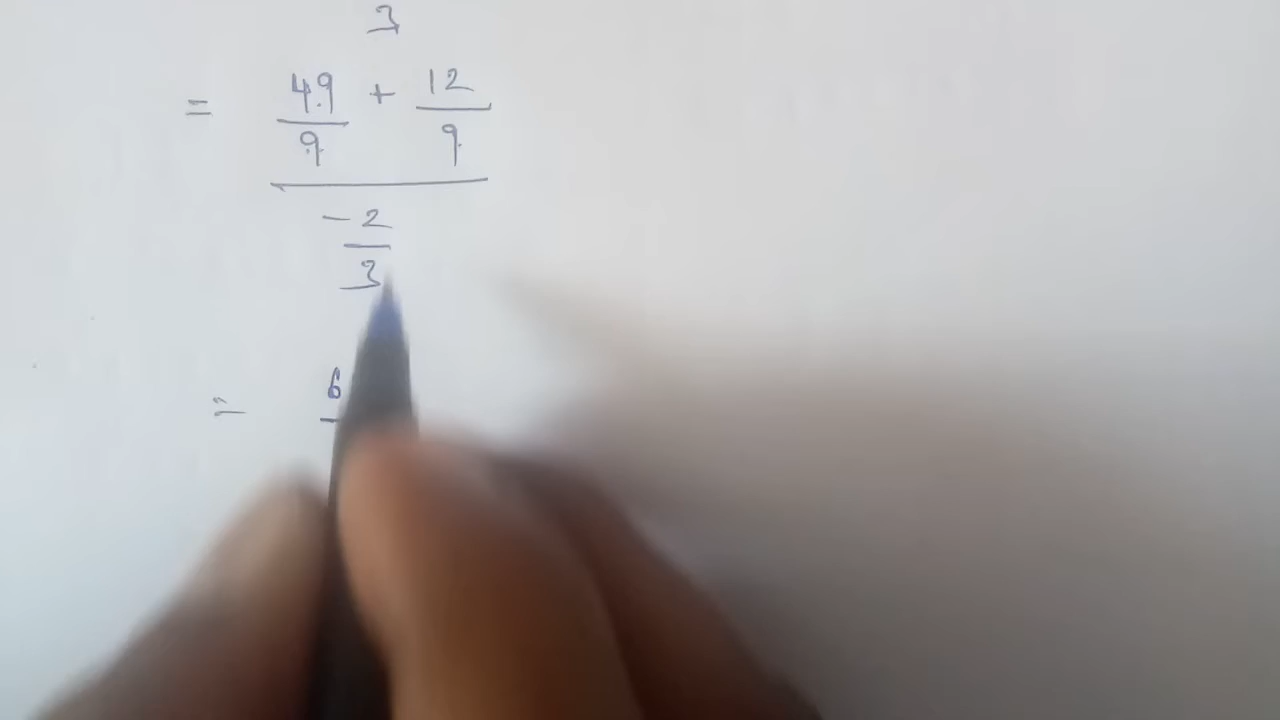 3
= 49/9 + 12/9
-2/3
= 6